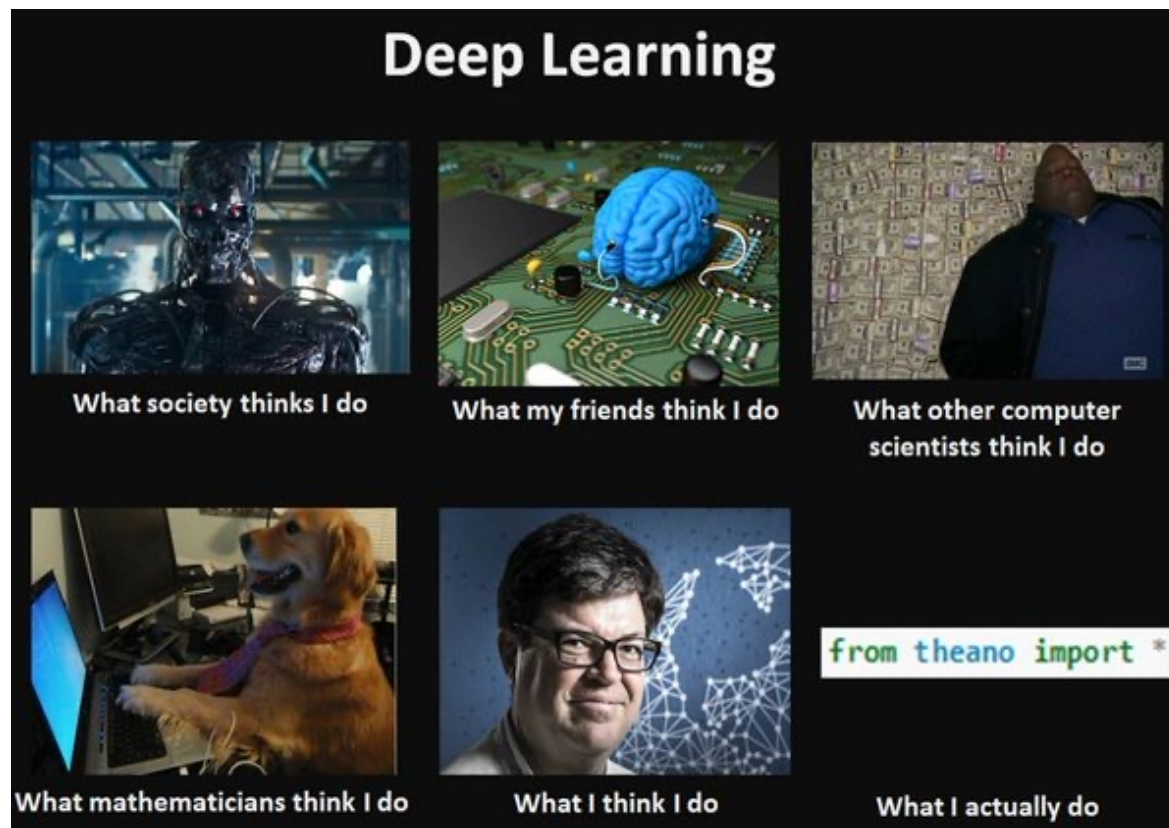 Deep Learning
What society thinks I do
What my friends think I do
What other computer
scientists think I do
What mathematicians think I do
What I think I do
from theano import *
What I actually do